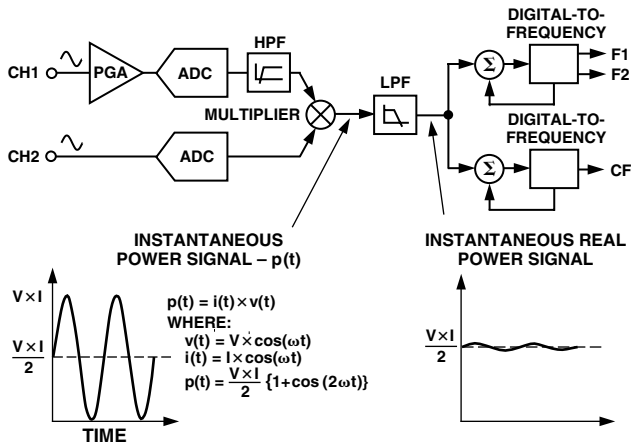 DIGITAL-TO-
FREQUENCY
HPF
F1
CH1
PGA
ADC
Σ
F2
LPF
MULTIPLIER
DIGITAL-TO-
FREQUENCY
CH2
ADC
Σ
CF
INSTANTANEOUS
POWER SIGNAL – p(t)
INSTANTANEOUS REAL
POWER SIGNAL
V × I
V × I
2
TIME
p(t) = i(t) × v(t)
WHERE:
v(t) = V × cos(ωt)
i(t) = I × cos(ωt)
p(t) = V × I / 2 {1+cos (2ωt)}
V × I
2